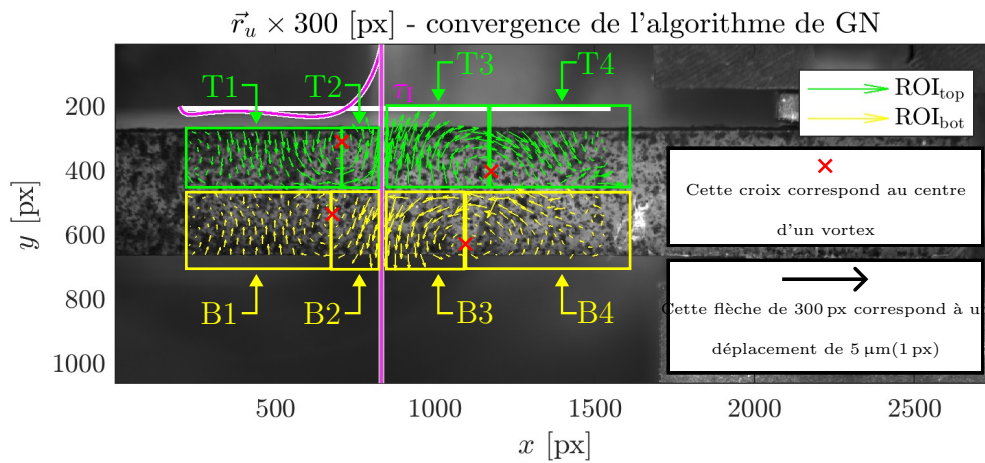 r⃗ᵤ × 300 [px] - convergence de l'algorithme de GN
T1
T2
T3
T4
τ₁
ROI_top
ROI_bot
Cette croix correspond au centre
d'un vortex
Cette flèche de 300 px correspond à u
déplacement de 5 µm(1 px)
B1
B2
B3
B4
200
400
600
800
1000
y [px]
500
1000
1500
2000
2500
x [px]